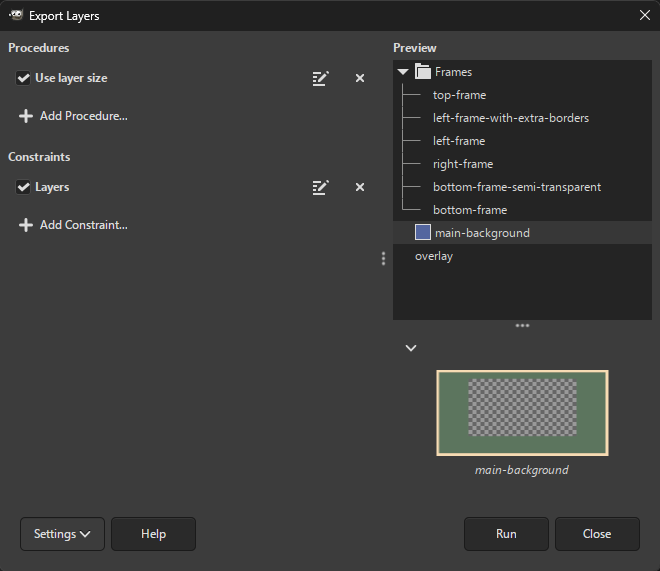 Export Layers
Procedures
Use layer size
Add Procedure...
Constraints
Layers
Add Constraint...
Preview
Frames
top-frame
left-frame-with-extra-borders
left-frame
right-frame
bottom-frame-semi-transparent
bottom-frame
main-background
overlay
main-background
Settings
Help
Run
Close